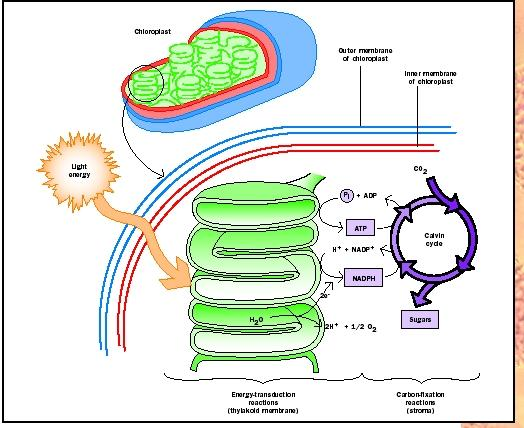 Chloroplast
Outer membrane
of chloroplast
Inner membrane
of chloroplast
Light
energy
CO2
Pi + ADP
ATP
Calvin
cycle
H+ + NADP+
NADPH
2e-
Sugars
H2O
2H+ + 1/2 O2
Energy-transduction
reactions
(thylakoid membrane)
Carbon-fixation
reactions
(stroma)